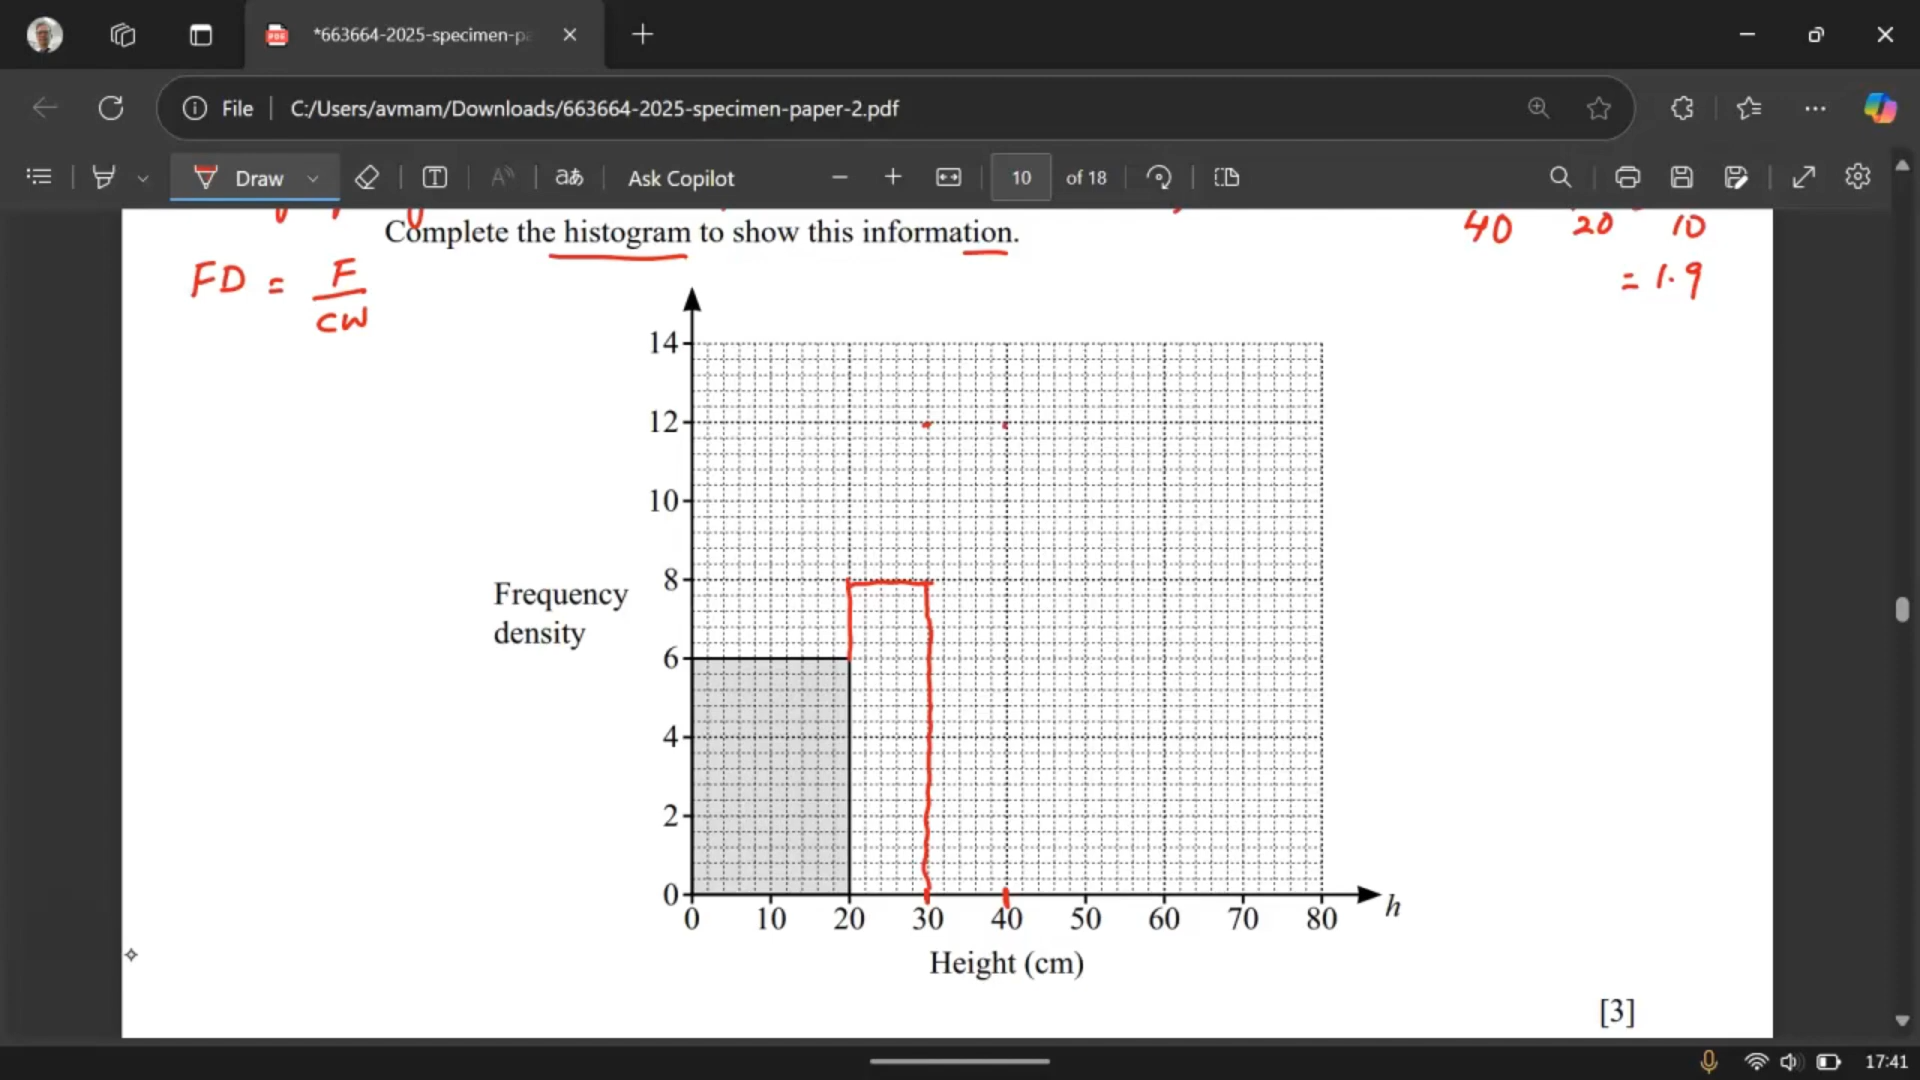 *663664-2025-specimen-pa
File
C:/Users/avmam/Downloads/663664-2025-specimen-paper-2.pdf
Draw
Ask Copilot
10 of 18
Complete the histogram to show this information.
40 20 10
= 1.9
FD = F
CW
14
12
10
8
6
4
2
0
Frequency
density
0 10 20 30 40 50 60 70 80
h
Height (cm)
[3]
17:41